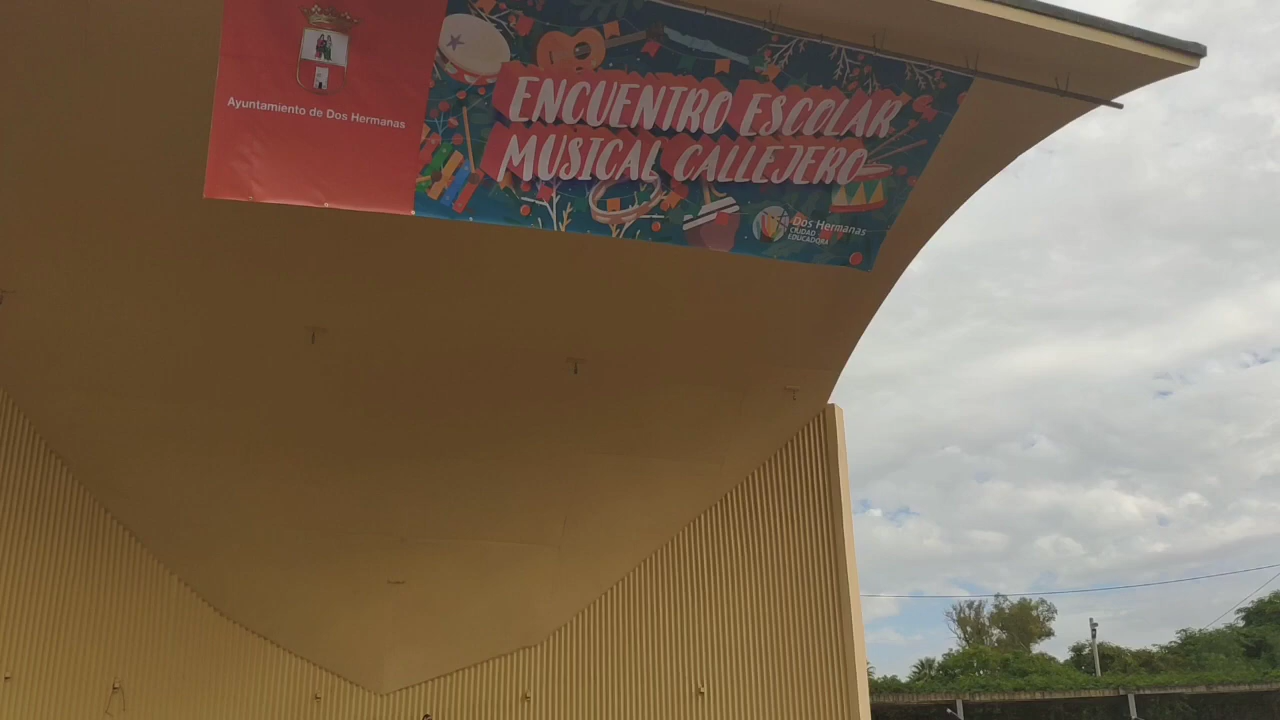 Ayuntamiento de Dos Hermanas
ENCUENTRO ESCOLAR
MUSICAL CALLEJERO
Dos Hermanas
CIUDAD
EDUCADORA